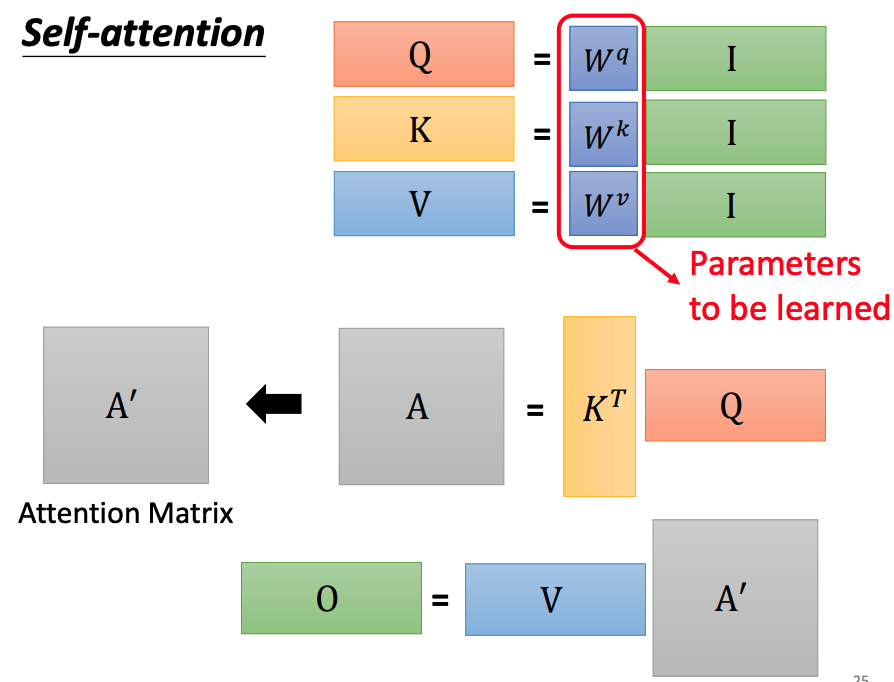 Self-attention
Q = W^q I
K = W^k I
V = W^v I
Parameters
to be learned
A′ A = K^T Q
Attention Matrix
O = V A′
25